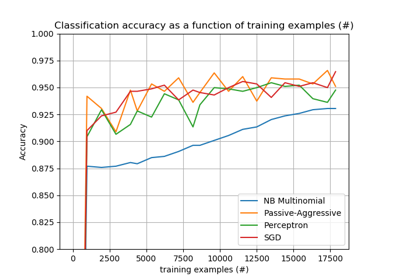 Classification accuracy as a function of training examples (#)
1.000
0.975
0.950
0.925
0.900
0.875
0.850
0.825
0.800
Accuracy
NB Multinomial
Passive-Aggressive
Perceptron
SGD
0 2500 5000 7500 10000 12500 15000 17500
training examples (#)